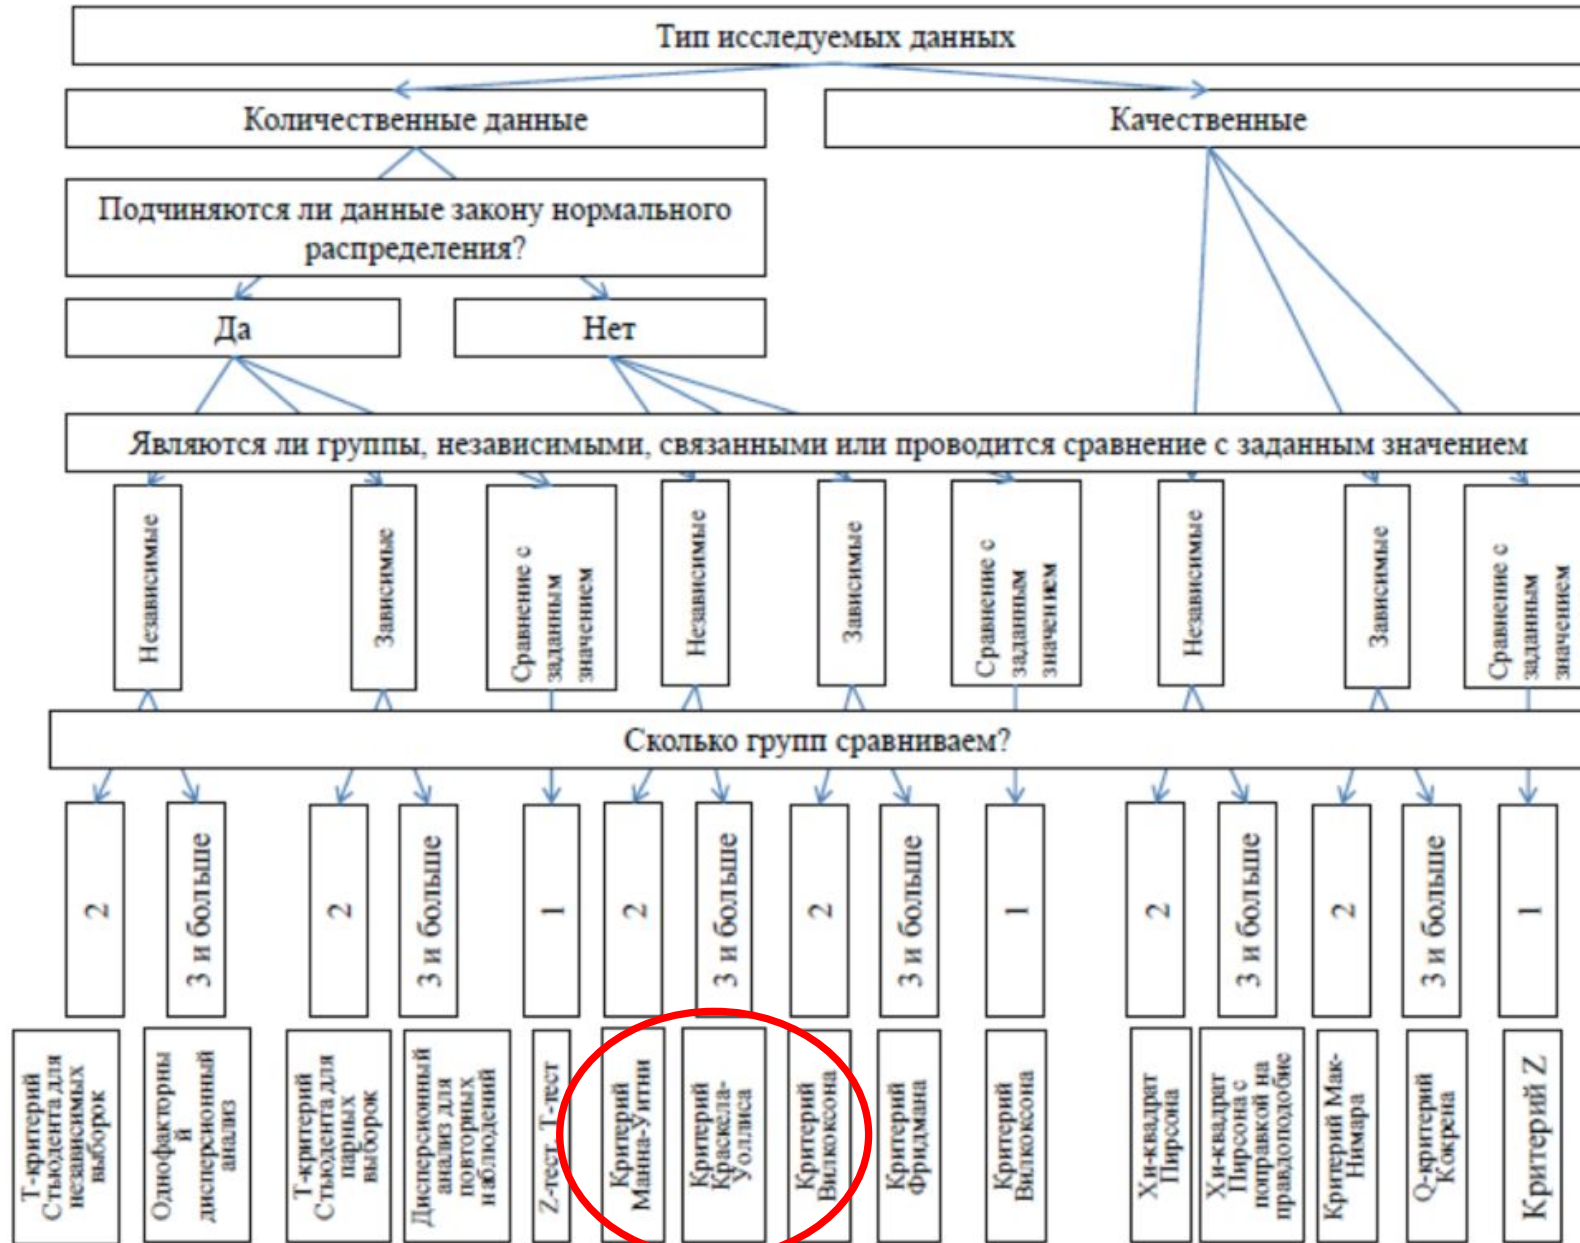 Тип исследуемых данных
Количественные данные
Качественные
Подчиняются ли данные закону нормального
распределения?
Да
Нет
Являются ли группы, независимыми, связанными или проводится сравнение с заданным значением
Независимые
Зависимые
Сравнение с
заданным
значением
Независимые
Зависимые
Сравнение с
заданным
значением
Независимые
Зависимые
Сравнение с
заданным
значением
Сколько групп сравниваем?
2
3 и больше
2
3 и больше
1
2
3 и больше
2
3 и больше
1
2
3 и больше
2
3 и больше
1
Т-критерий
Стьюдента для
независимых
выборок
Однофакторны
й
дисперсионный
анализ
Т-критерий
Стьюдента для
парных
выборок
Дисперсионный
анализ для
повторных
наблюдений
Z-тест, Т-тест
Критерий
Манна-Уитни
Критерий
Краскела-
Уоллиса
Критерий
Вилкоксона
Критерий
Фридмана
Критерий
Вилкоксона
Хи-квадрат
Пирсона
Хи-квадрат
Пирсона с
поправкой на
правдоподобие
Критерий Мак-
Нимара
Q-критерий
Кокрена
Критерий Z